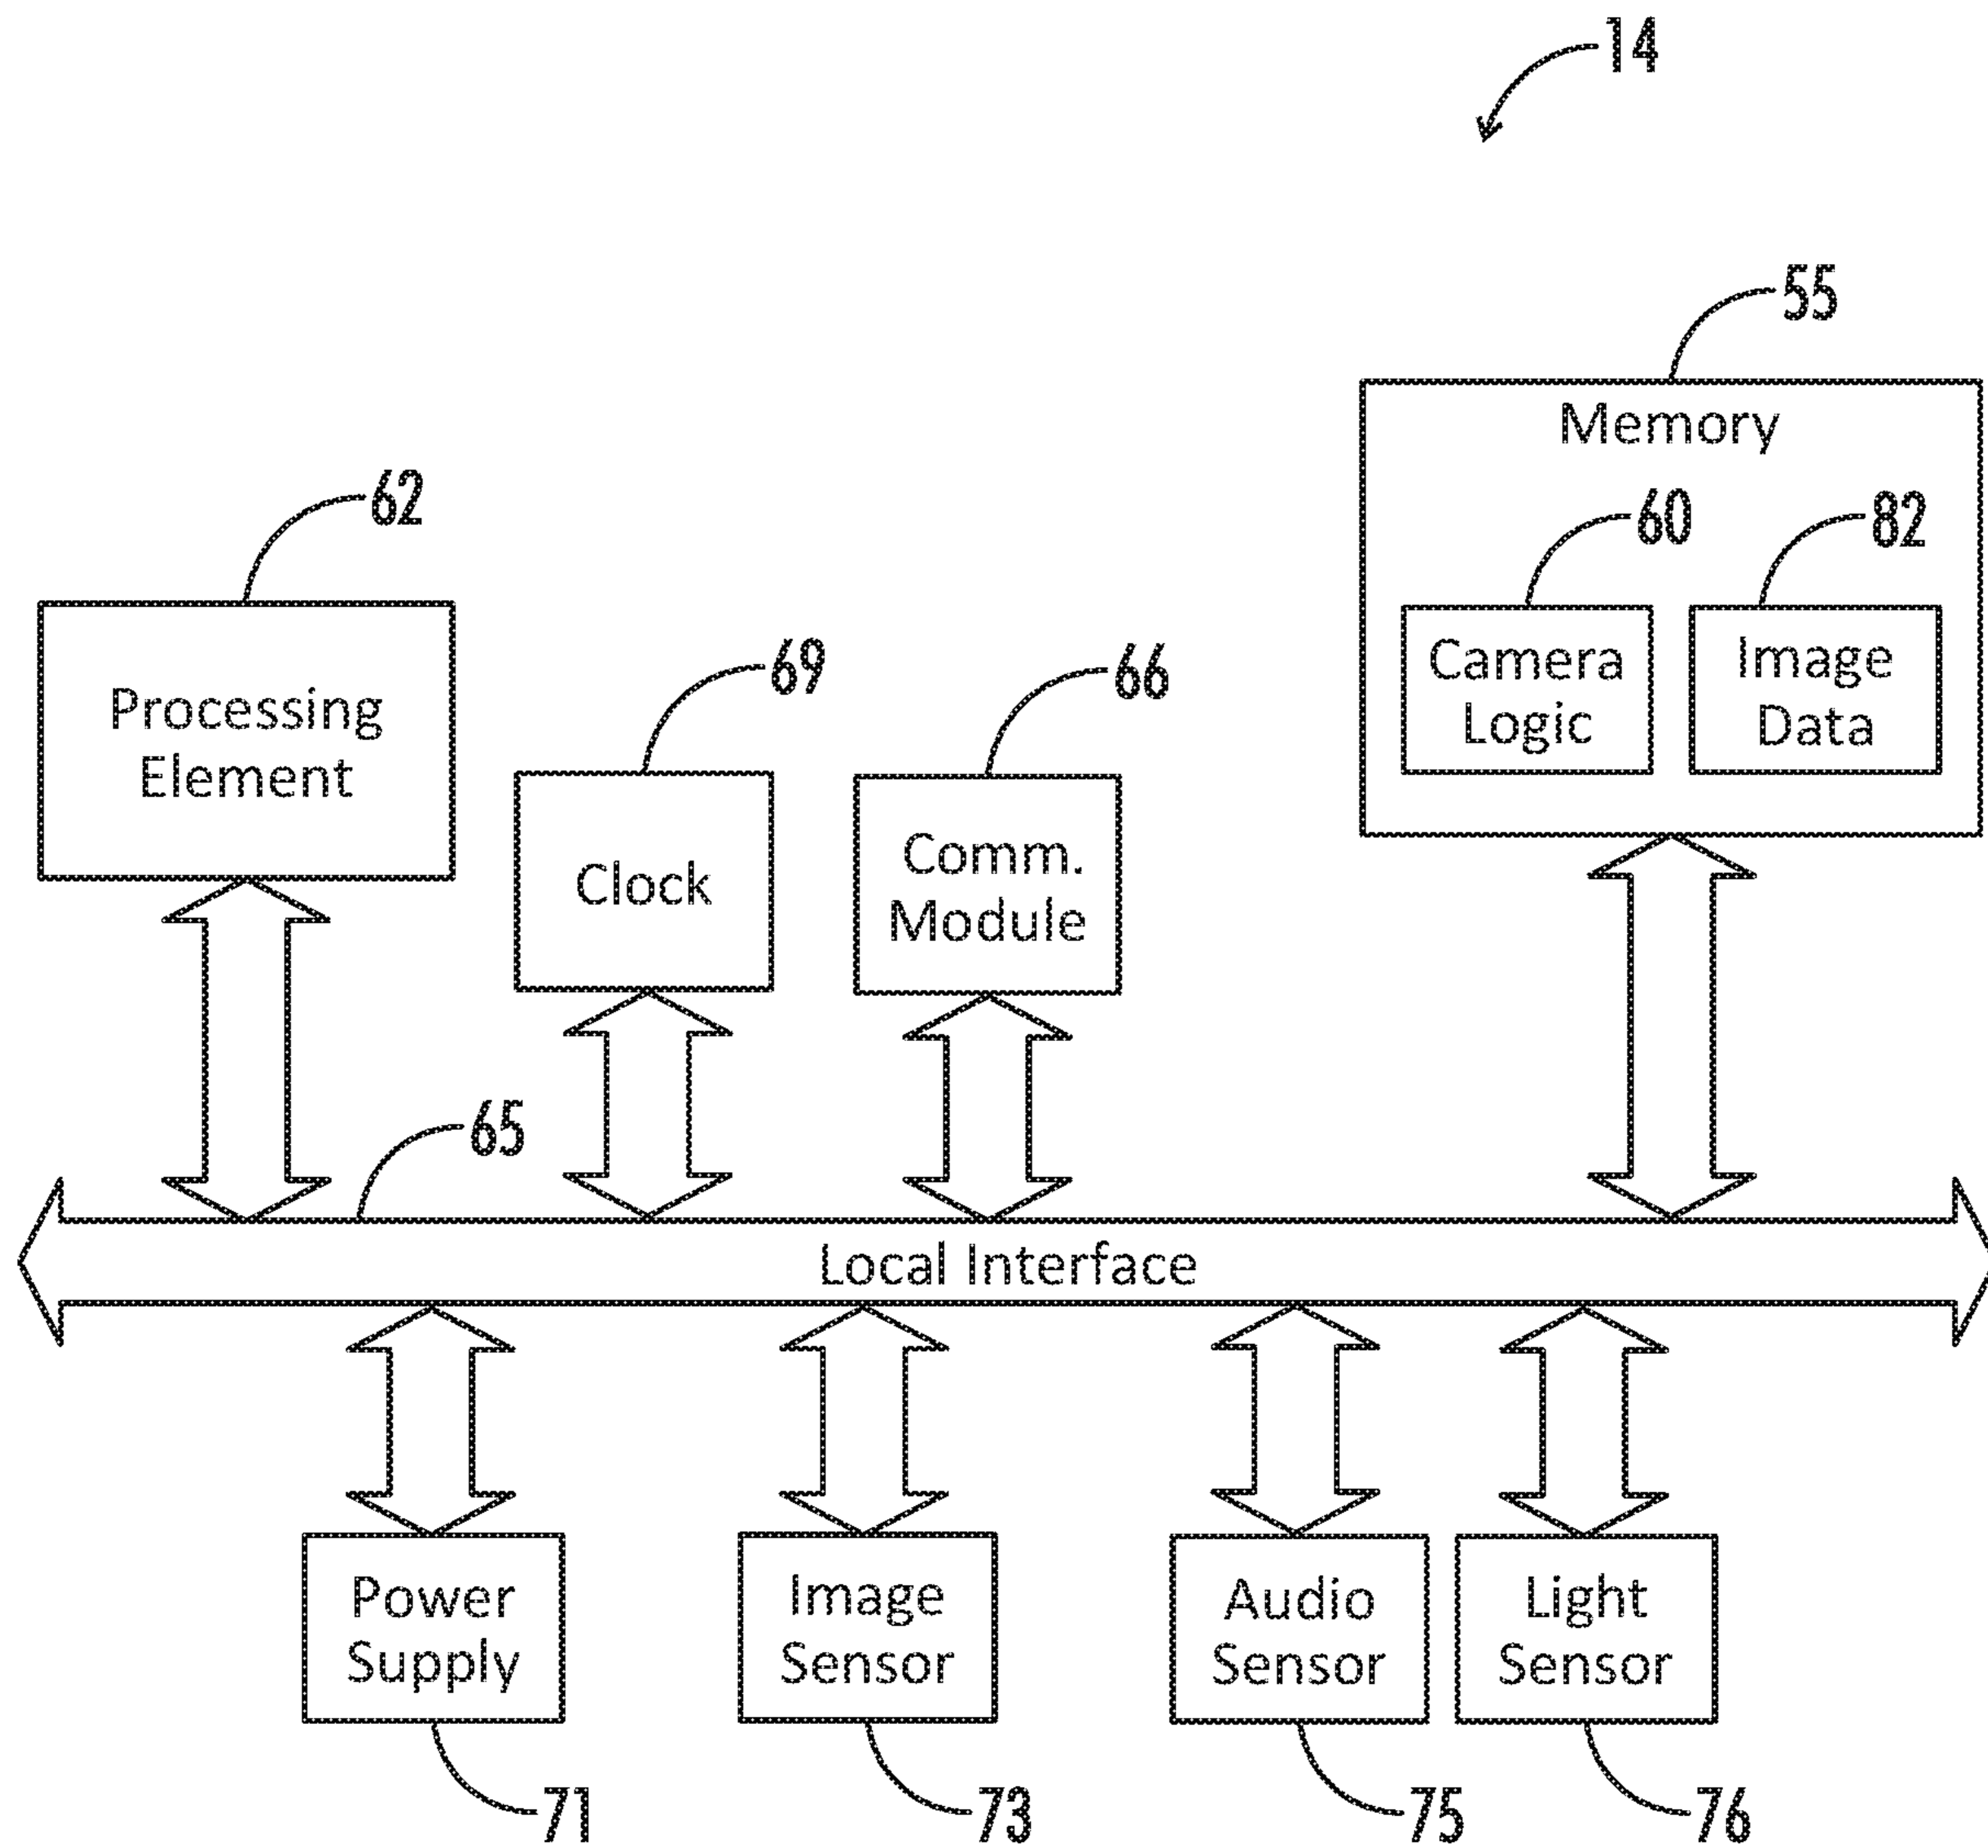 14
55
Memory
62
60
82
Processing
Element
69
66
Camera
Logic
Image
Data
Clock
Comm.
Module
65
Local Interface
Power
Supply
Image
Sensor
Audio
Sensor
Light
Sensor
71
73
75
76